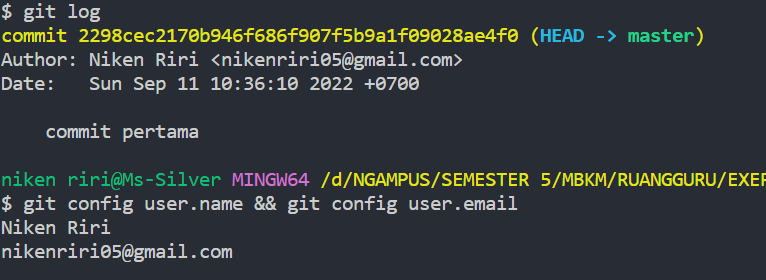 $ git log
commit 2298cec2170b946f686f907f5b9a1f09028ae4f0 (HEAD -> master)
Author: Niken Riri <nikenriri05@gmail.com>
Date:   Sun Sep 11 10:36:10 2022 +0700
commit pertama
niken riri@Ms-Silver MINGW64 /d/NGAMPUS/SEMESTER 5/MBKM/RUANGGURU/EXER
$ git config user.name && git config user.email
Niken Riri
nikenriri05@gmail.com